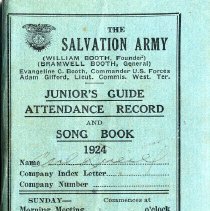 THE
SALVATION ARMY
(WILLIAM BOOTH, Founder)
(BRAMWELL BOOTH, General)
Evangeline C. Booth, Commander U.S. Forces
Adam Gifford, Lieut. Commis. West. Ter.
JUNIOR'S GUIDE
ATTENDANCE RECORD
AND
SONG BOOK
1924
Name
Company Index Letter
Company Number
SUNDAY— Commences at
Morning Meeting o'clock